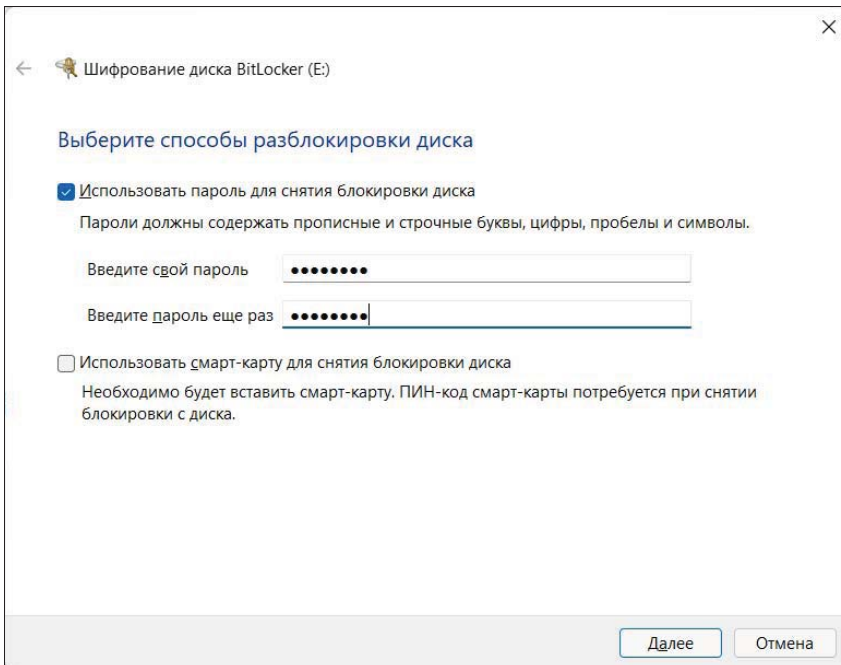 Шифрование диска BitLocker (E:)
Выберите способы разблокировки диска
Использовать пароль для снятия блокировки диска
Пароли должны содержать прописные и строчные буквы, цифры, пробелы и символы.
Введите свой пароль ●●●●●●●●
Введите пароль еще раз ●●●●●●●●
Использовать смарт-карту для снятия блокировки диска
Необходимо будет вставить смарт-карту. ПИН-код смарт-карты потребуется при снятии
блокировки с диска.
Далее Отмена